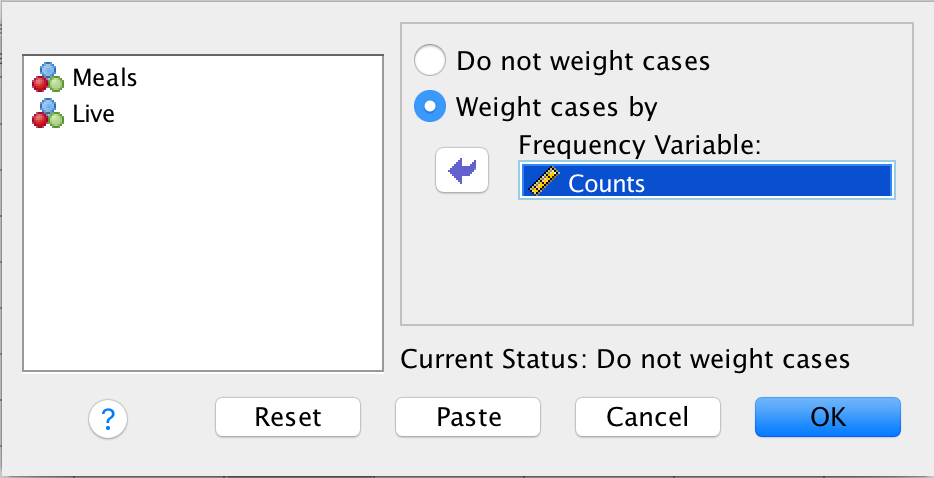 Meals
Live
Do not weight cases
Weight cases by
Frequency Variable:
Counts
Current Status: Do not weight cases
?
Reset
Paste
Cancel
OK